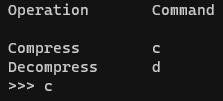 Operation Command
Compress c
Decompress d
>>> c